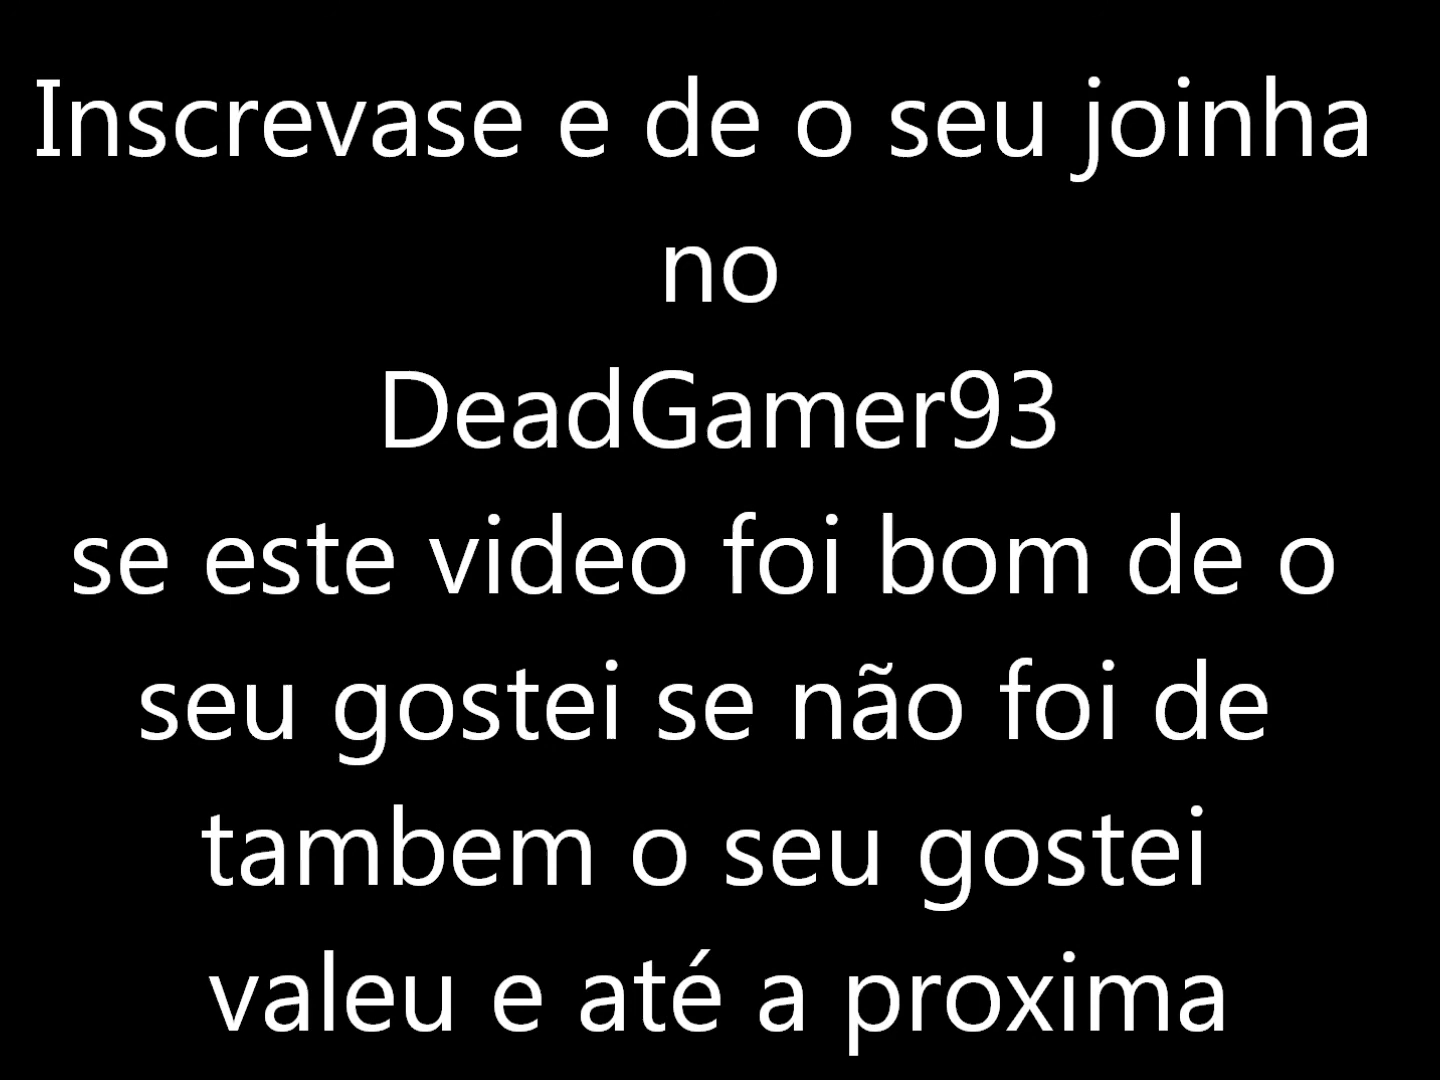 Inscrevase e de o seu joinha
no
DeadGamer93
se este video foi bom de o
seu gostei se não foi de
tambem o seu gostei
valeu e até a proxima